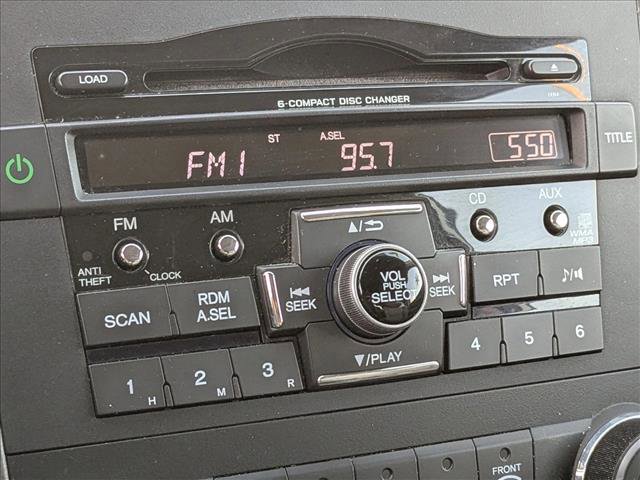 LOAD
6-COMPACT DISC CHANGER
ST A.SEL
FM1 95.7 5:50
TITLE
FM AM CD AUX
ANTI THEFT CLOCK WMA MP3
SCAN
RDM A.SEL
SEEK
VOL PUSH SELECT
SEEK
RPT
▼/PLAY
1 H
2 M
3 R
4 5 6
FRONT